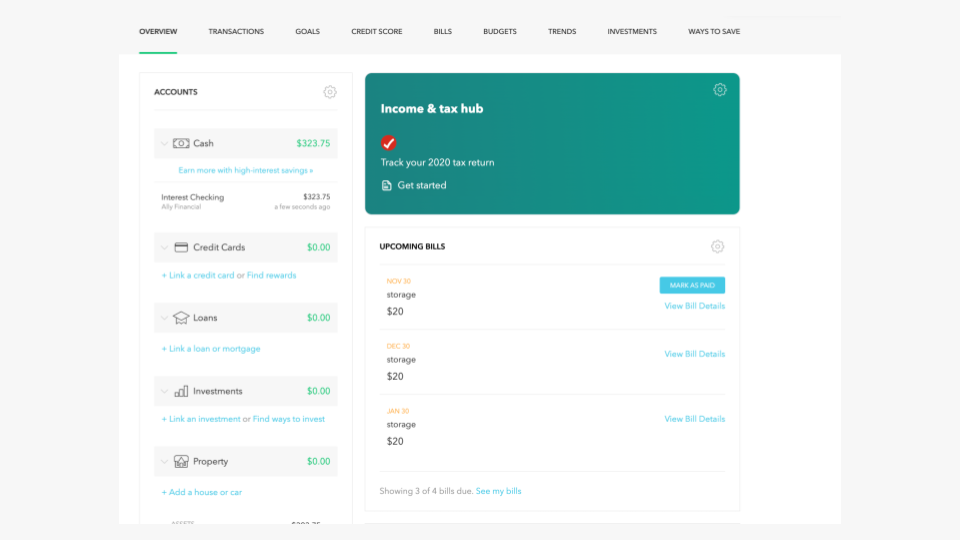 OVERVIEW TRANSACTIONS GOALS CREDIT SCORE BILLS BUDGETS TRENDS INVESTMENTS WAYS TO SAVE
ACCOUNTS
Cash $323.75
Earn more with high-interest savings »
Interest Checking $323.75
Ally Financial a few seconds ago
Credit Cards $0.00
+ Link a credit card or Find rewards
Loans $0.00
+ Link a loan or mortgage
Investments $0.00
+ Link an investment or Find ways to invest
Property $0.00
+ Add a house or car
Income & tax hub
Track your 2020 tax return
Get started
UPCOMING BILLS
NOV 30
storage
$20
MARK AS PAID
View Bill Details
DEC 30
storage
$20
View Bill Details
JAN 30
storage
$20
View Bill Details
Showing 3 of 4 bills due. See my bills